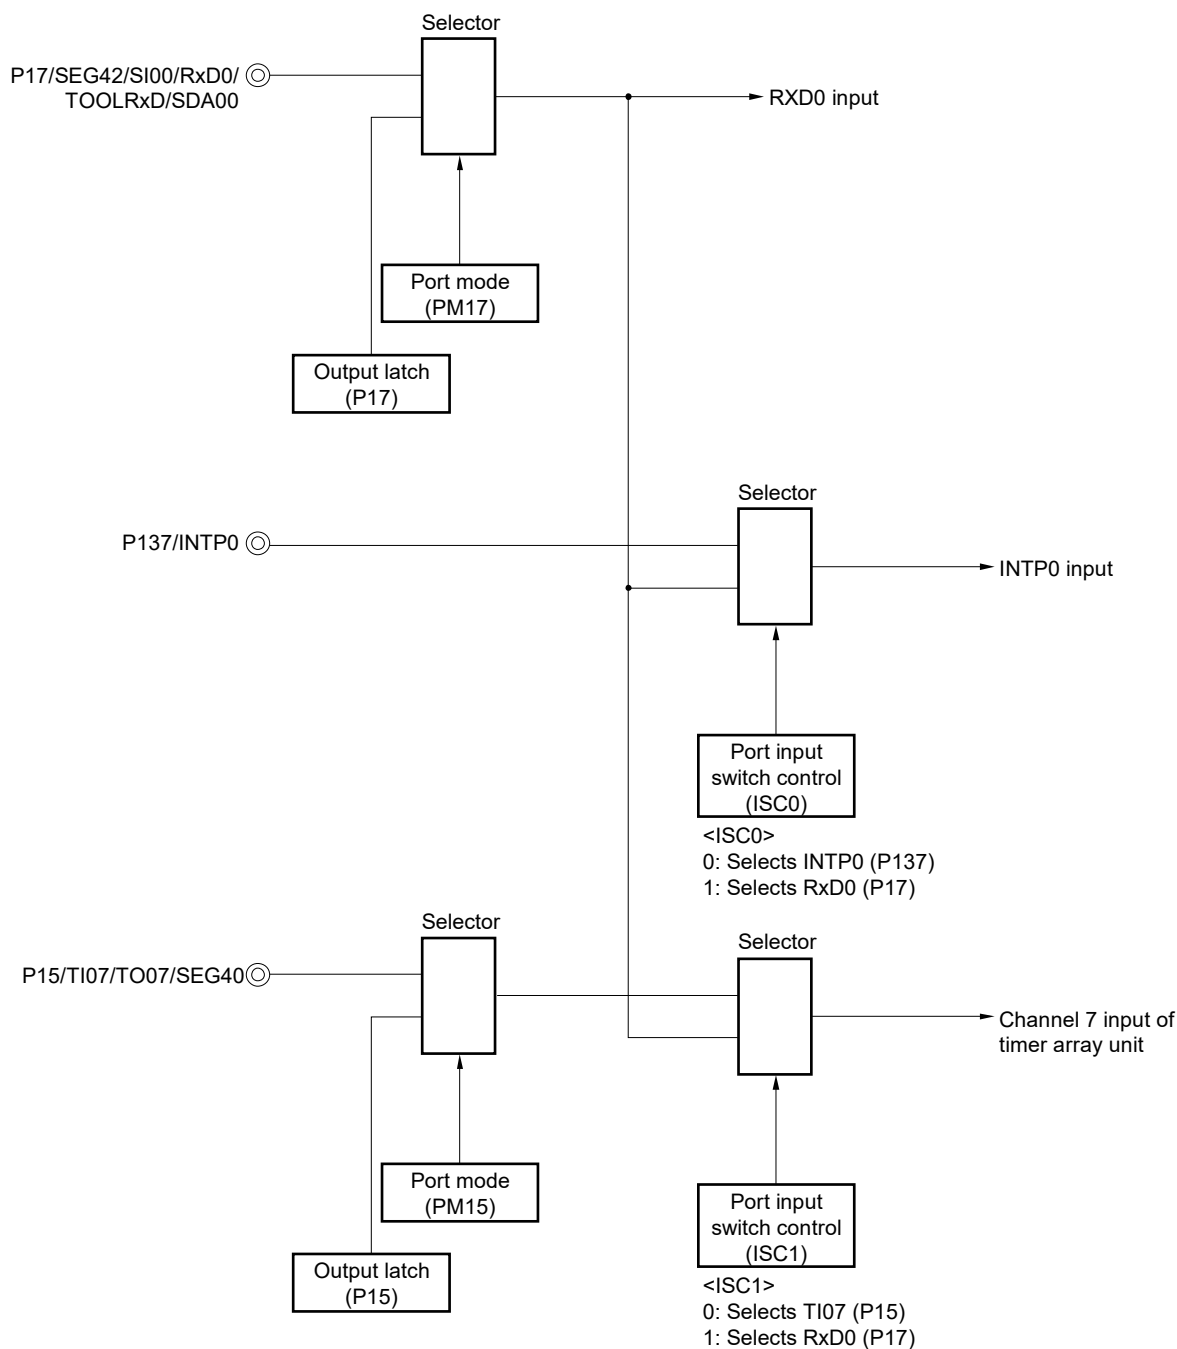 Selector
P17/SEG42/SI00/RxD0/
TOOLRxD/SDA00
RXD0 input
Port mode
(PM17)
Output latch
(P17)
Selector
P137/INTP0
INTP0 input
Port input
switch control
(ISC0)
<ISC0>
0: Selects INTP0 (P137)
1: Selects RxD0 (P17)
Selector
Selector
P15/TI07/TO07/SEG40
Channel 7 input of
timer array unit
Port mode
(PM15)
Port input
switch control
(ISC1)
Output latch
(P15)
<ISC1>
0: Selects TI07 (P15)
1: Selects RxD0 (P17)